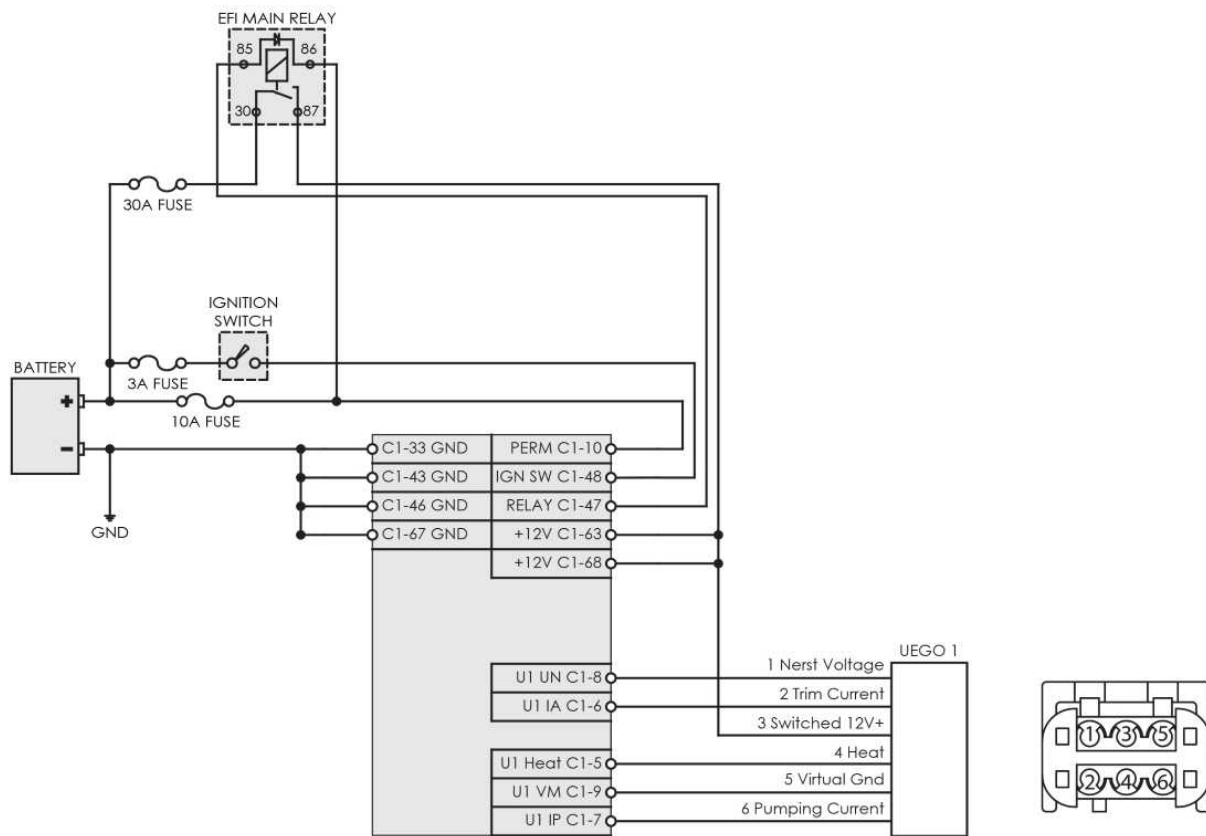 EFI MAIN RELAY
85
86
30
87
30A FUSE
IGNITION
SWITCH
BATTERY
3A FUSE
+
10A FUSE
-
C1-33 GND
PERM C1-10
C1-43 GND
IGN SW C1-48
C1-46 GND
RELAY C1-47
GND
C1-67 GND
+12V C1-63
+12V C1-68
UEGO 1
1 Nerst Voltage
U1 UN C1-8
2 Trim Current
U1 IA C1-6
3 Switched 12V+
4 Heat
U1 Heat C1-5
5 Virtual Gnd
U1 VM C1-9
6 Pumping Current
U1 IP C1-7
1 3 5
2 4 6